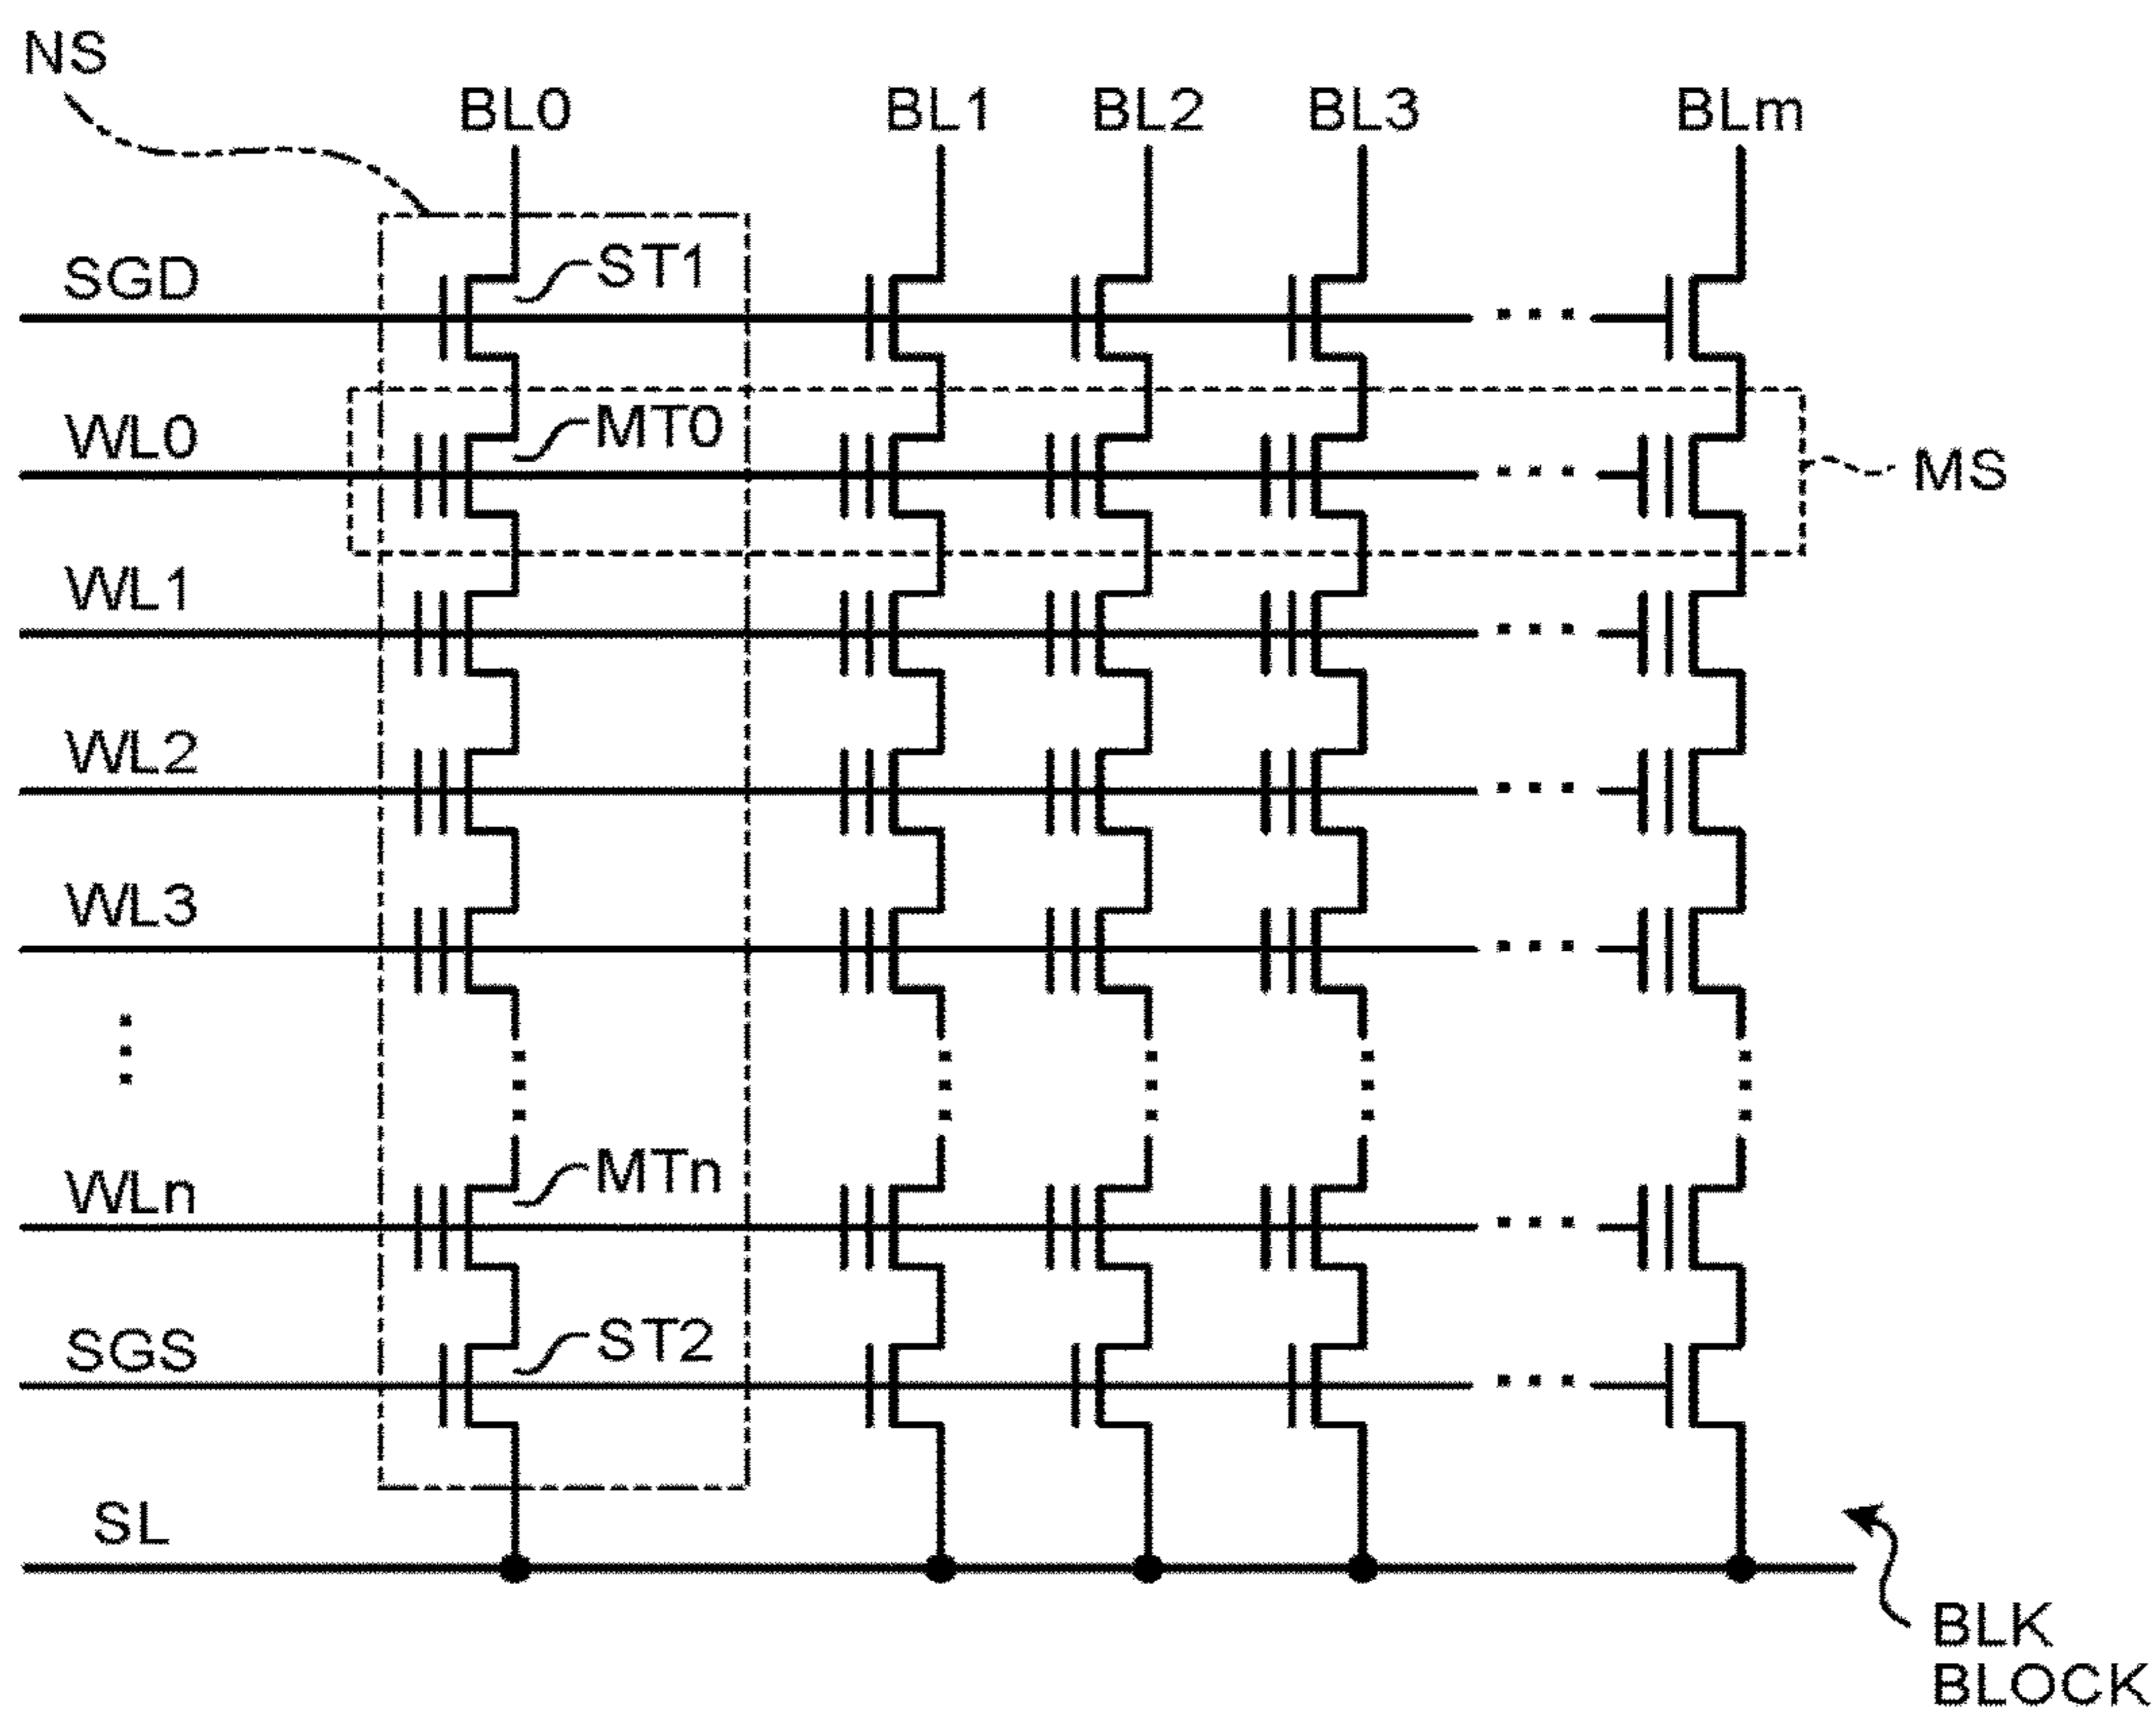 NS
BL0 BL1 BL2 BL3 BLm
ST1
SGD
MT0
WL0
MS
WL1
WL2
WL3
MTn
WLn
ST2
SGS
SL
BLK
BLOCK